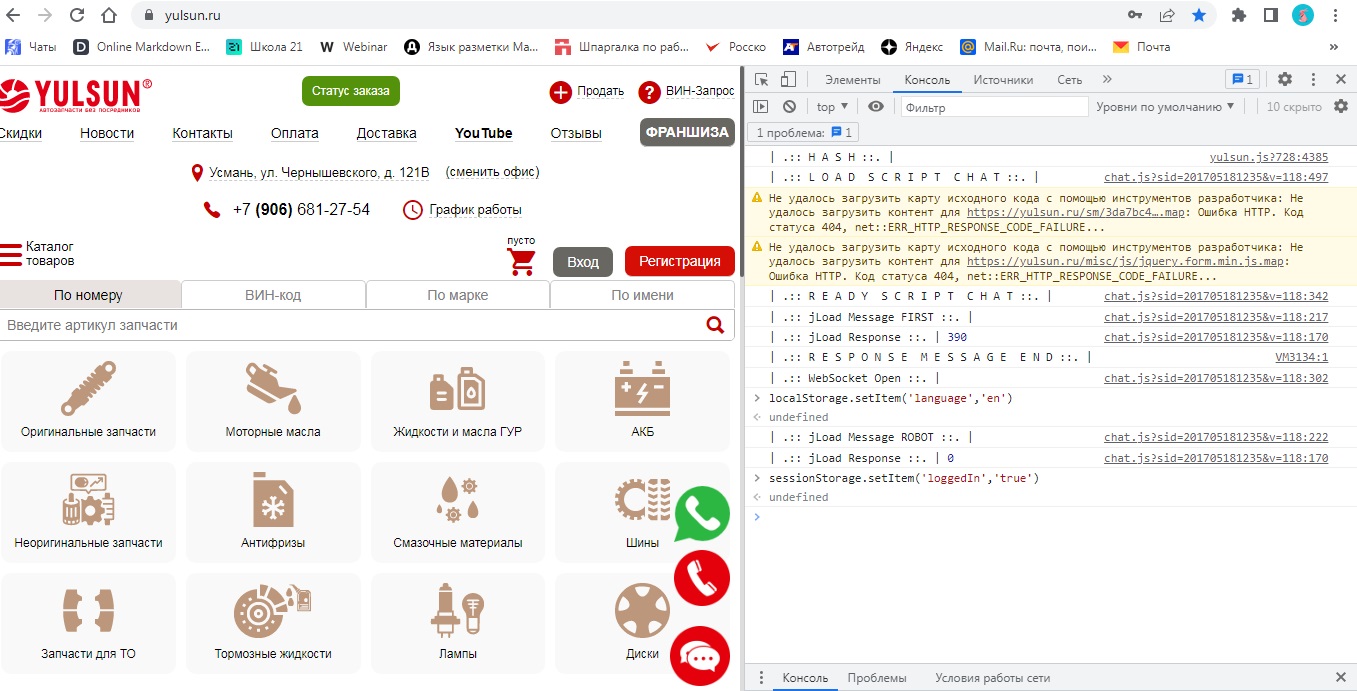 yulsun.ru
Чаты
Online Markdown E...
Школа 21
Webinar
Язык разметки Ma...
Шпаргалка по раб...
Росско
Автотрейд
Яндекс
Mail.Ru: почта, пои...
Почта
»
YULSUN®
Автозапчасти без посредников
Статус заказа
Продать
ВИН-Запрос
Скидки
Новости
Контакты
Оплата
Доставка
YouTube
Отзывы
ФРАНШИЗА
Усмань, ул. Чернышевского, д. 121В
(сменить офис)
+7 (906) 681-27-54
График работы
Каталог
товаров
пусто
Вход
Регистрация
По номеру
ВИН-код
По марке
По имени
Введите артикул запчасти
Оригинальные запчасти
Моторные масла
Жидкости и масла ГУР
АКБ
Неоригинальные запчасти
Антифризы
Смазочные материалы
Шины
Запчасти для ТО
Тормозные жидкости
Лампы
Диски
Элементы
Консоль
Источники
Сеть
»
1
top
Фильтр
Уровни по умолчанию
10 скрыто
1 проблема: 1
| .:: H A S H ::. | yulsun.js?728:4385
| .:: L O A D  S C R I P T  C H A T ::. | chat.js?sid=201705181235&v=118:497
Не удалось загрузить карту исходного кода с помощью инструментов разработчика: Не
удалось загрузить контент для https://yulsun.ru/sm/3da7bc4….map: Ошибка HTTP. Код
статуса 404, net::ERR_HTTP_RESPONSE_CODE_FAILURE...
Не удалось загрузить карту исходного кода с помощью инструментов разработчика: Не
удалось загрузить контент для https://yulsun.ru/misc/js/jquery.form.min.js.map:
Ошибка HTTP. Код статуса 404, net::ERR_HTTP_RESPONSE_CODE_FAILURE...
| .:: R E A D Y  S C R I P T  C H A T ::. | chat.js?sid=201705181235&v=118:342
| .:: jLoad Message FIRST ::. | chat.js?sid=201705181235&v=118:217
| .:: jLoad Response ::. | 390 chat.js?sid=201705181235&v=118:170
| .:: R E S P O N S E  M E S S A G E  E N D ::. | VM3134:1
| .:: WebSocket Open ::. | chat.js?sid=201705181235&v=118:302
> localStorage.setItem('language','en')
undefined
| .:: jLoad Message ROBOT ::. | chat.js?sid=201705181235&v=118:222
| .:: jLoad Response ::. | 0 chat.js?sid=201705181235&v=118:170
> sessionStorage.setItem('loggedIn','true')
undefined
>
Консоль
Проблемы
Условия работы сети